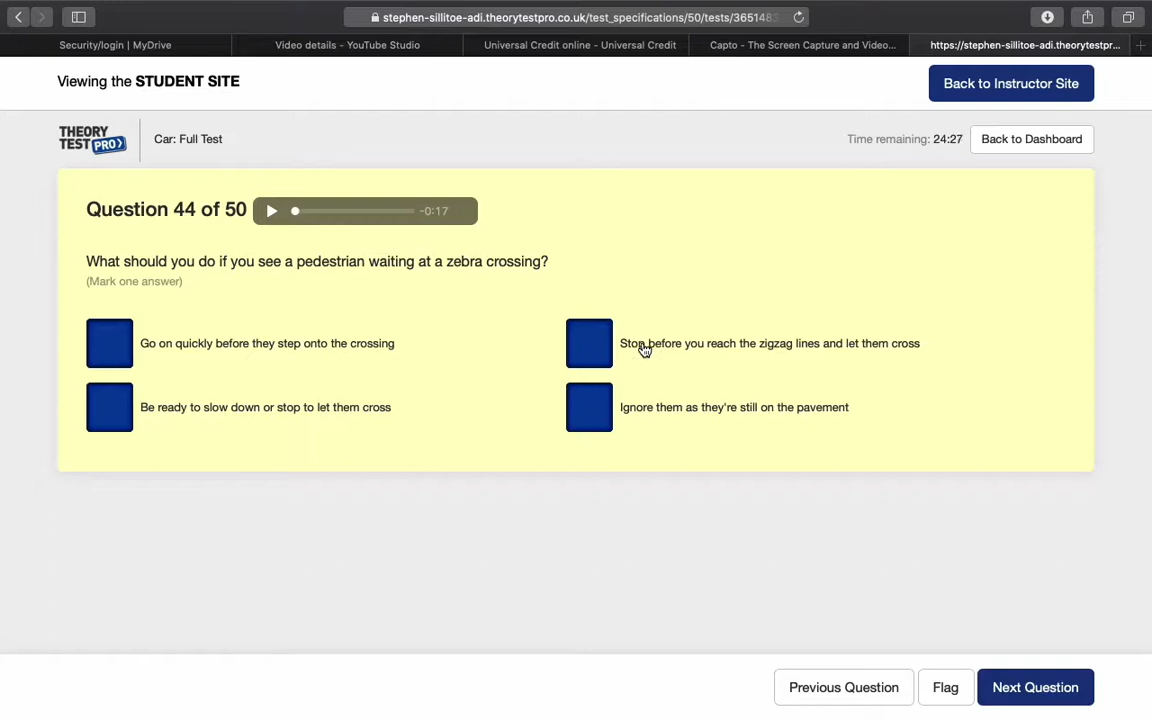 stephen-sillitoe-adi.theorytestpro.co.uk/test_specifications/50/tests/3651483
Security/login | MyDrive
Video details - YouTube Studio
Universal Credit online - Universal Credit
Capto - The Screen Capture and Video...
https://stephen-sillitoe-adi.theorytestpr...
Viewing the STUDENT SITE
Back to Instructor Site
THEORY
TEST PRO
Car: Full Test
Time remaining: 24:27
Back to Dashboard
Question 44 of 50
-0:17
What should you do if you see a pedestrian waiting at a zebra crossing?
(Mark one answer)
Go on quickly before they step onto the crossing
Stop before you reach the zigzag lines and let them cross
Be ready to slow down or stop to let them cross
Ignore them as they're still on the pavement
Previous Question
Flag
Next Question